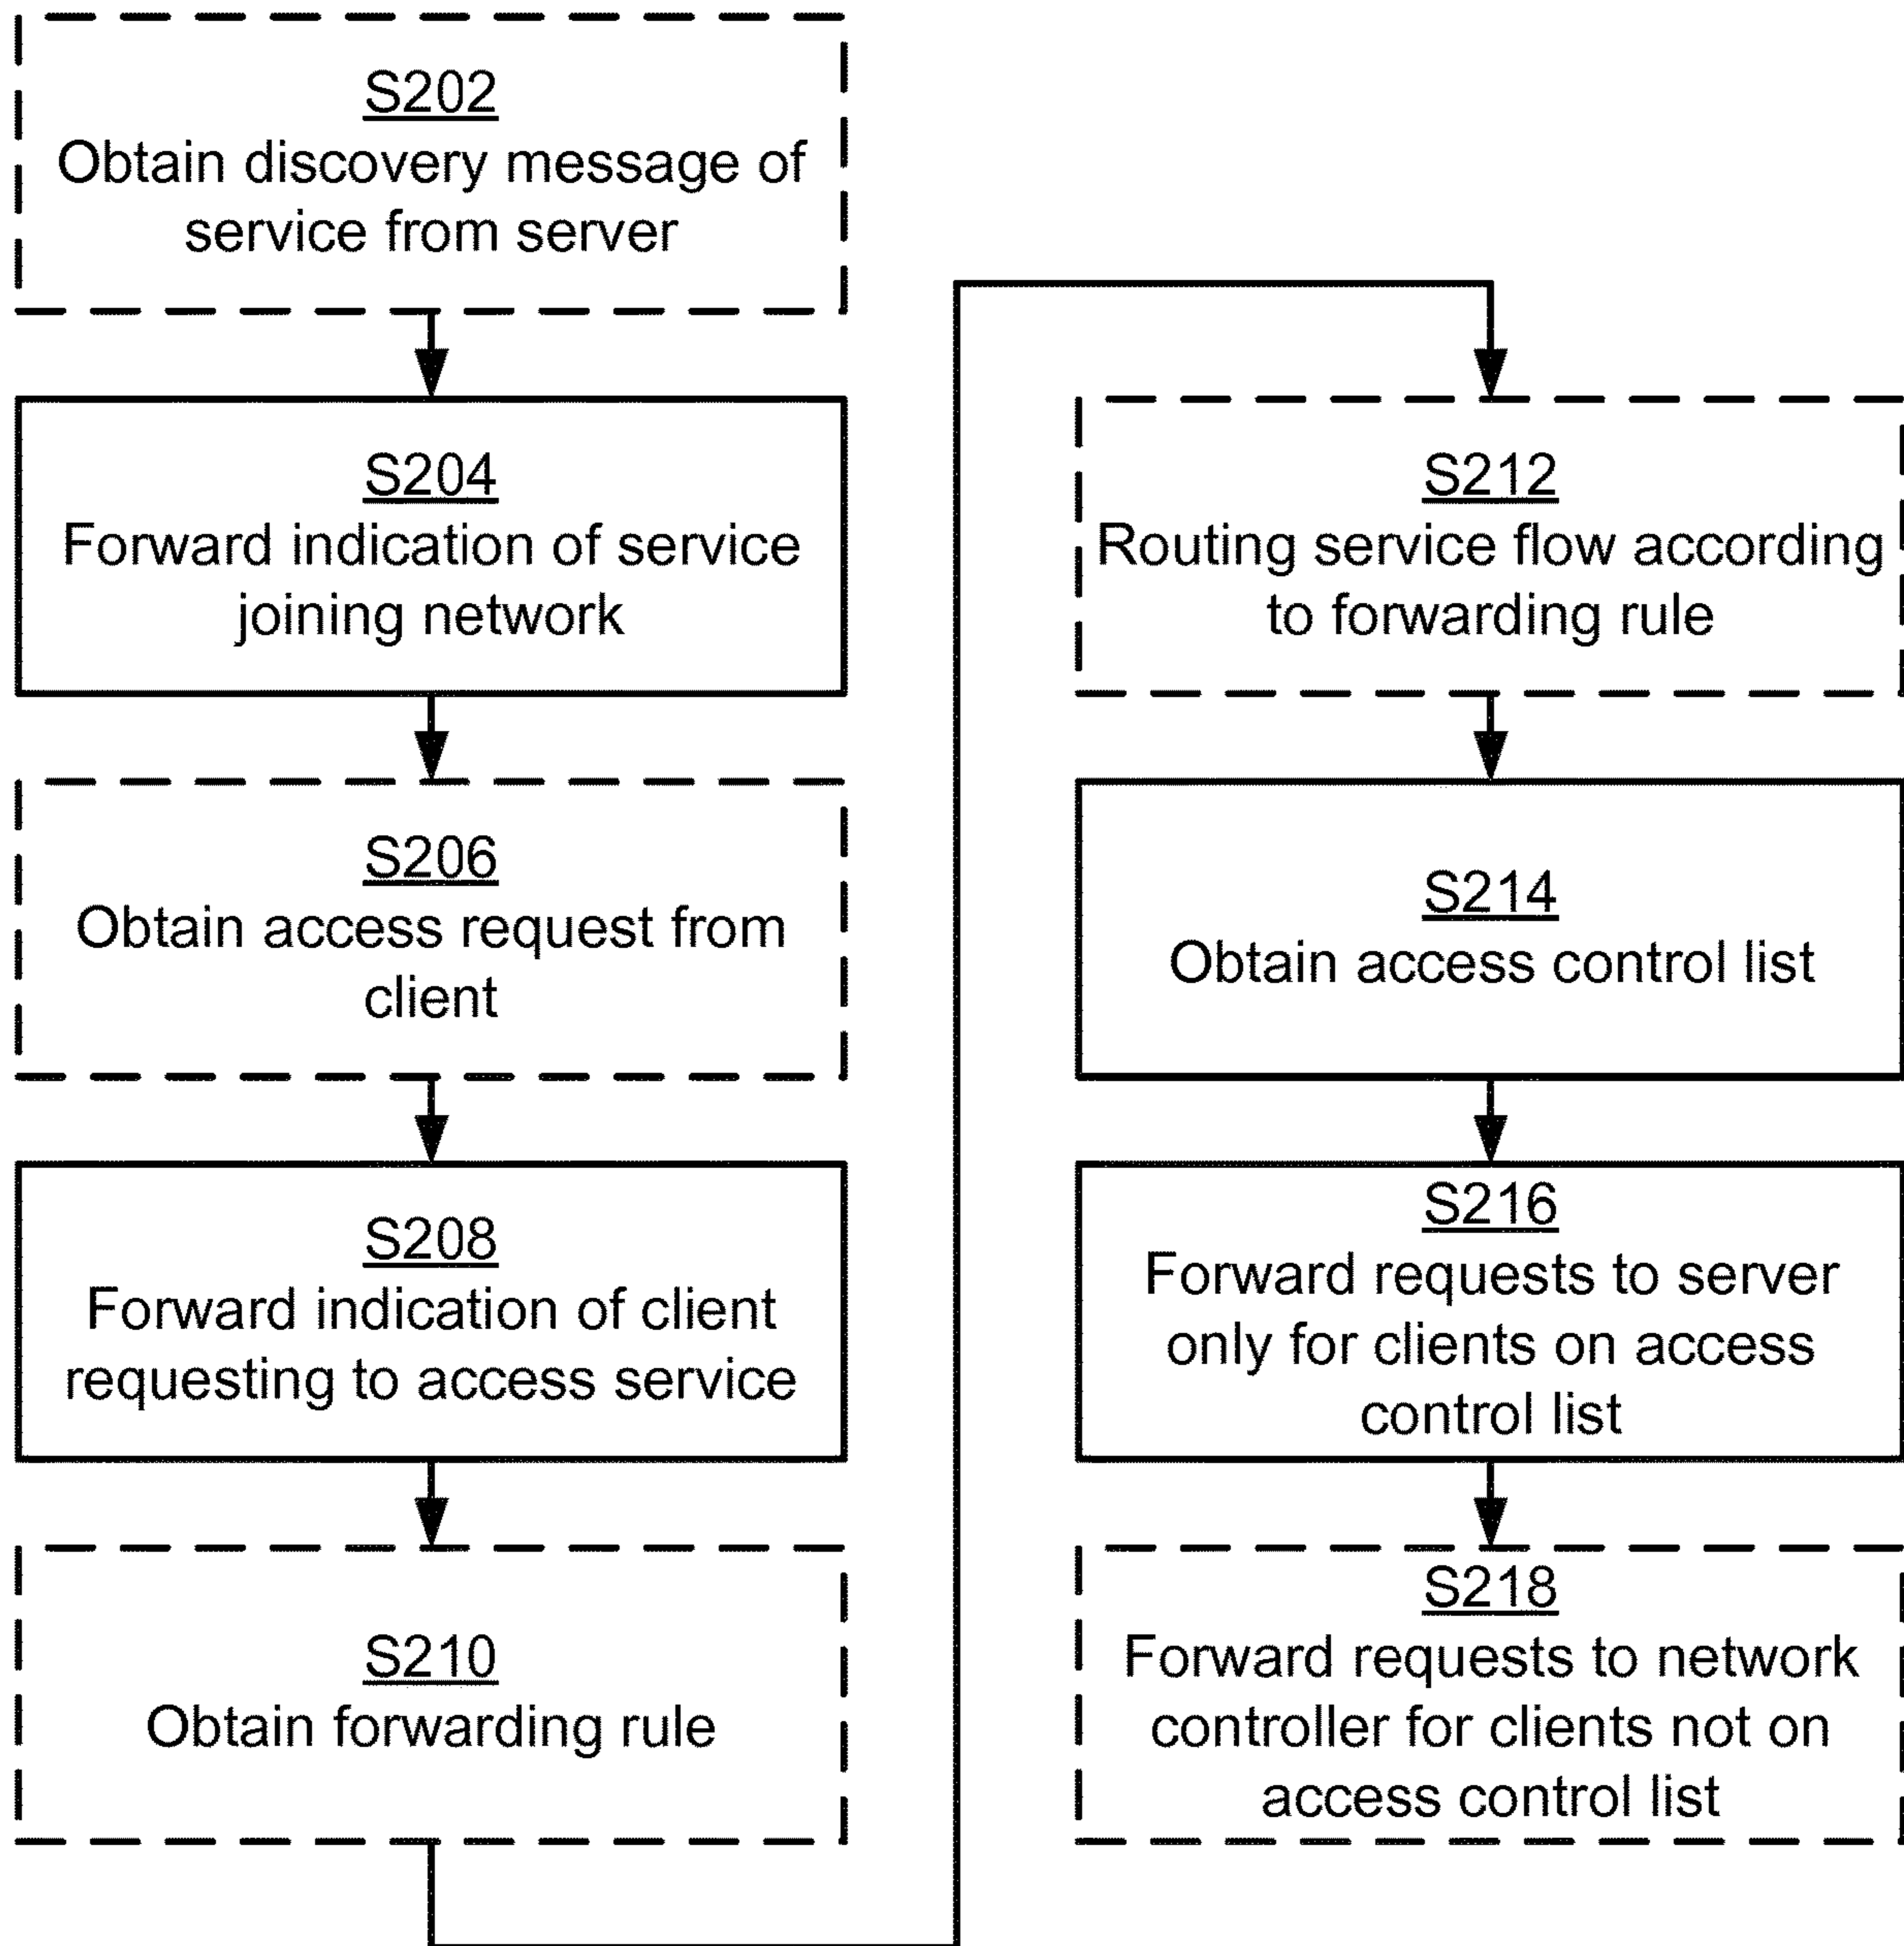 S202
Obtain discovery message of
service from server
S204
Forward indication of service
joining network
S206
Obtain access request from
client
S208
Forward indication of client
requesting to access service
S210
Obtain forwarding rule
S212
Routing service flow according
to forwarding rule
S214
Obtain access control list
S216
Forward requests to server
only for clients on access
control list
S218
Forward requests to network
controller for clients not on
access control list